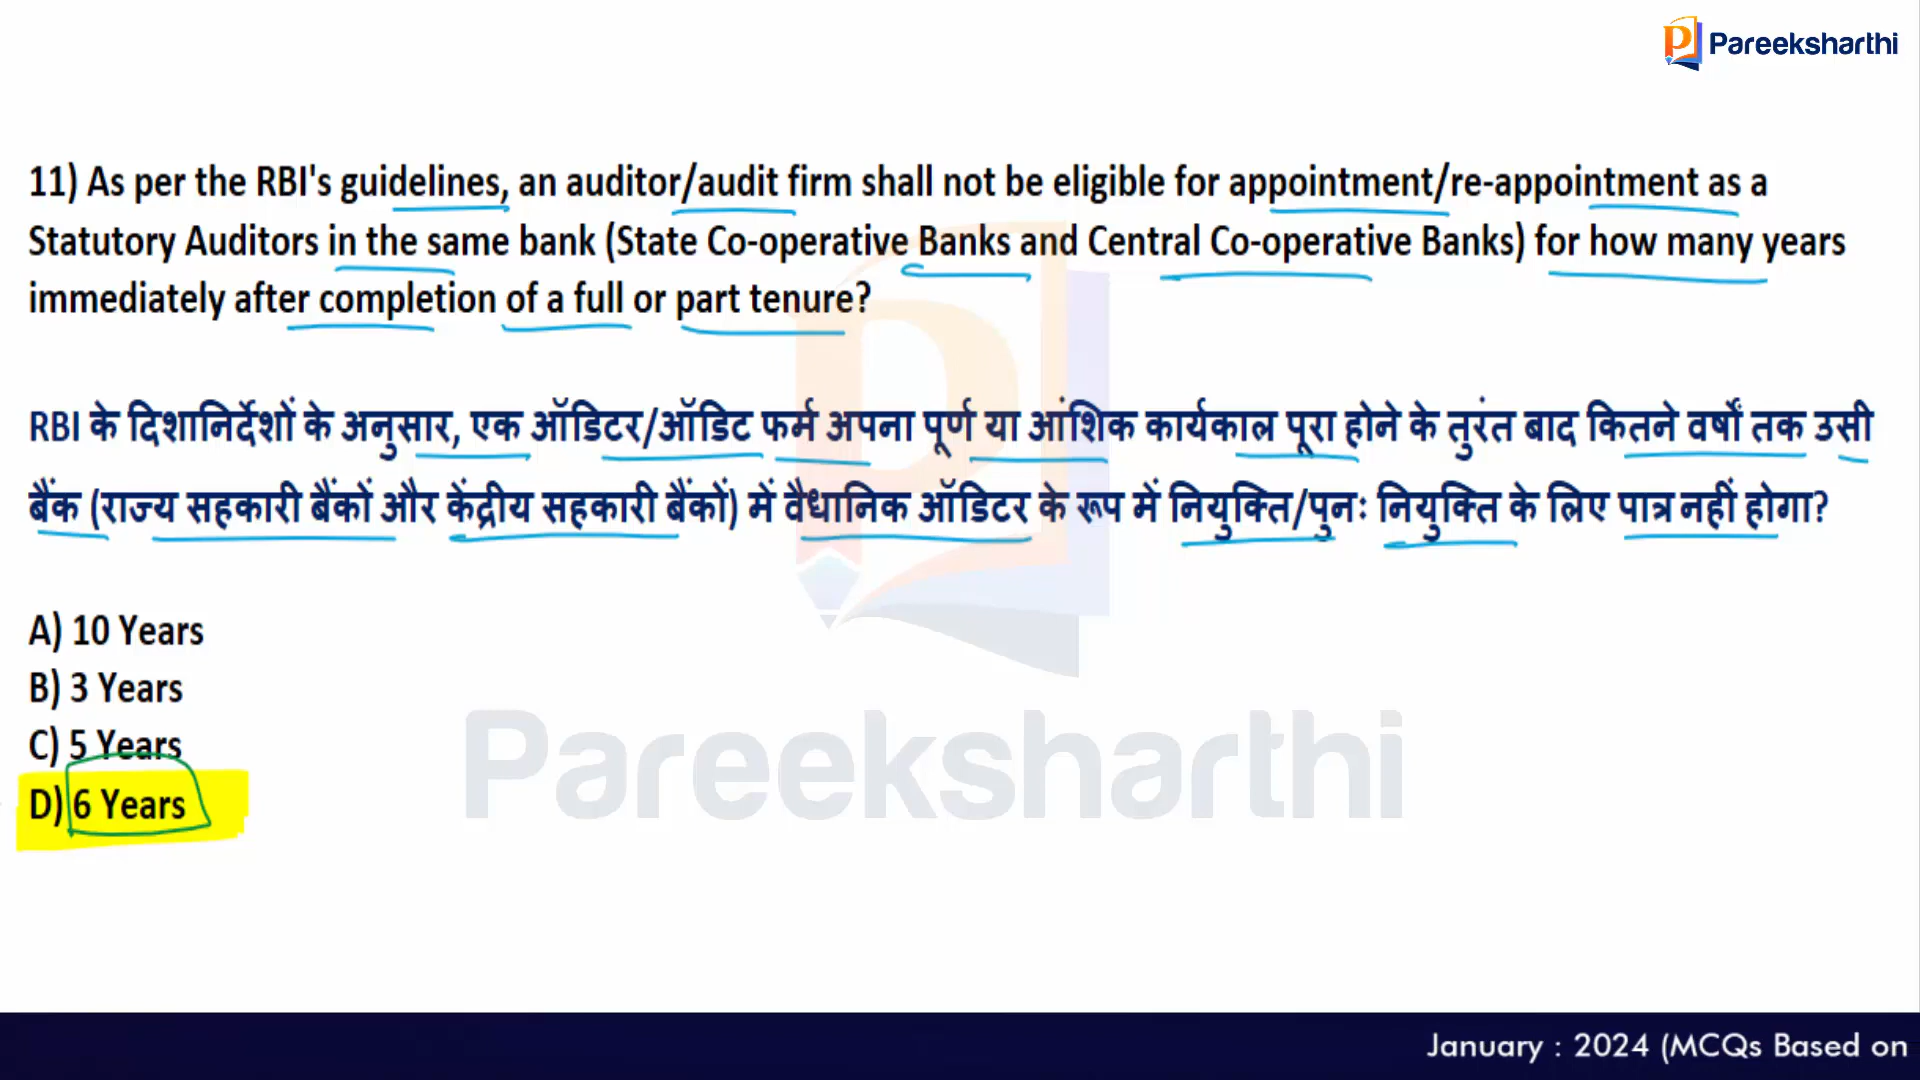 Pareeksharthi
11) As per the RBI's guidelines, an auditor/audit firm shall not be eligible for appointment/re-appointment as a
Statutory Auditors in the same bank (State Co-operative Banks and Central Co-operative Banks) for how many years
immediately after completion of a full or part tenure?
RBI के दिशानिर्देशों के अनुसार, एक ऑडिटर/ऑडिट फर्म अपना पूर्ण या आंशिक कार्यकाल पूरा होने के तुरंत बाद कितने वर्षों तक उसी
बैंक (राज्य सहकारी बैंकों और केंद्रीय सहकारी बैंकों) में वैधानिक ऑडिटर के रूप में नियुक्ति/पुनः नियुक्ति के लिए पात्र नहीं होगा?
A) 10 Years
B) 3 Years
C) 5 Years
D) 6 Years
Pareeksharthi
January : 2024 (MCQs Based on